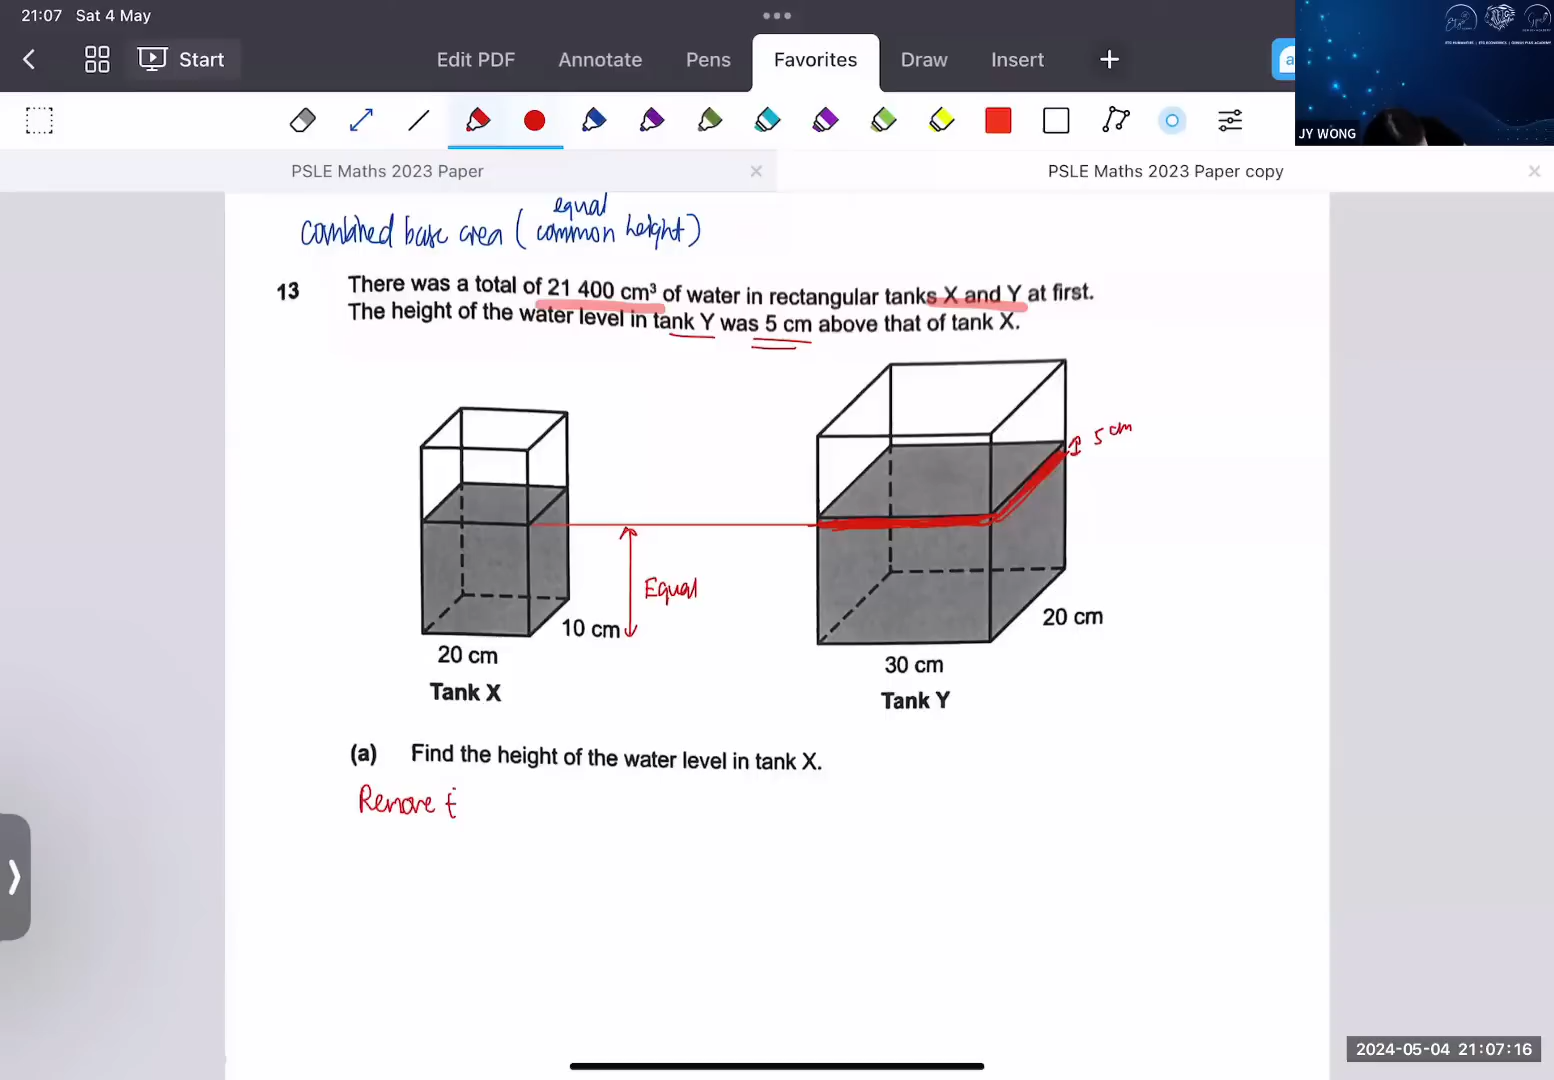 21:07 Sat 4 May
Start
Edit PDF
Annotate
Pens
Favorites
Draw
Insert
JY WONG
PSLE Maths 2023 Paper
PSLE Maths 2023 Paper copy
equal
combined base area ( common height )
13 There was a total of 21 400 cm³ of water in rectangular tanks X and Y at first.
The height of the water level in tank Y was 5 cm above that of tank X.
5 cm
Equal
10 cm
20 cm
20 cm
30 cm
Tank X
Tank Y
(a) Find the height of the water level in tank X.
Remove t
2024-05-04 21:07:16